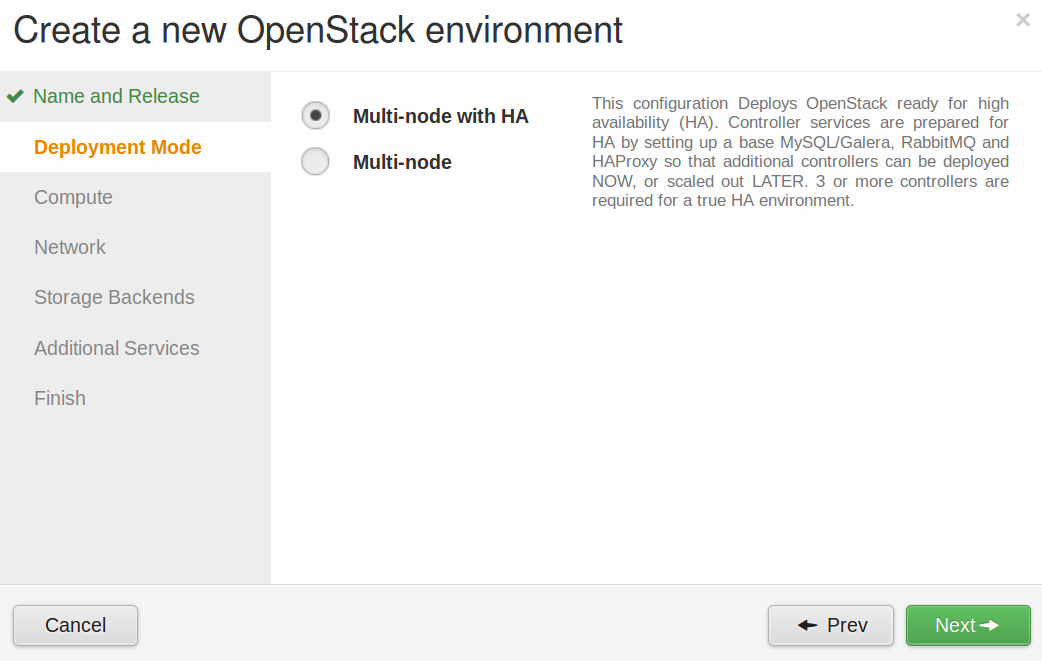 Create a new OpenStack environment
×
Name and Release
Deployment Mode
Compute
Network
Storage Backends
Additional Services
Finish
Multi-node with HA
Multi-node
This configuration Deploys OpenStack ready for high
availability (HA). Controller services are prepared for
HA by setting up a base MySQL/Galera, RabbitMQ and
HAProxy so that additional controllers can be deployed
NOW, or scaled out LATER. 3 or more controllers are
required for a true HA environment.
Cancel
Prev
Next